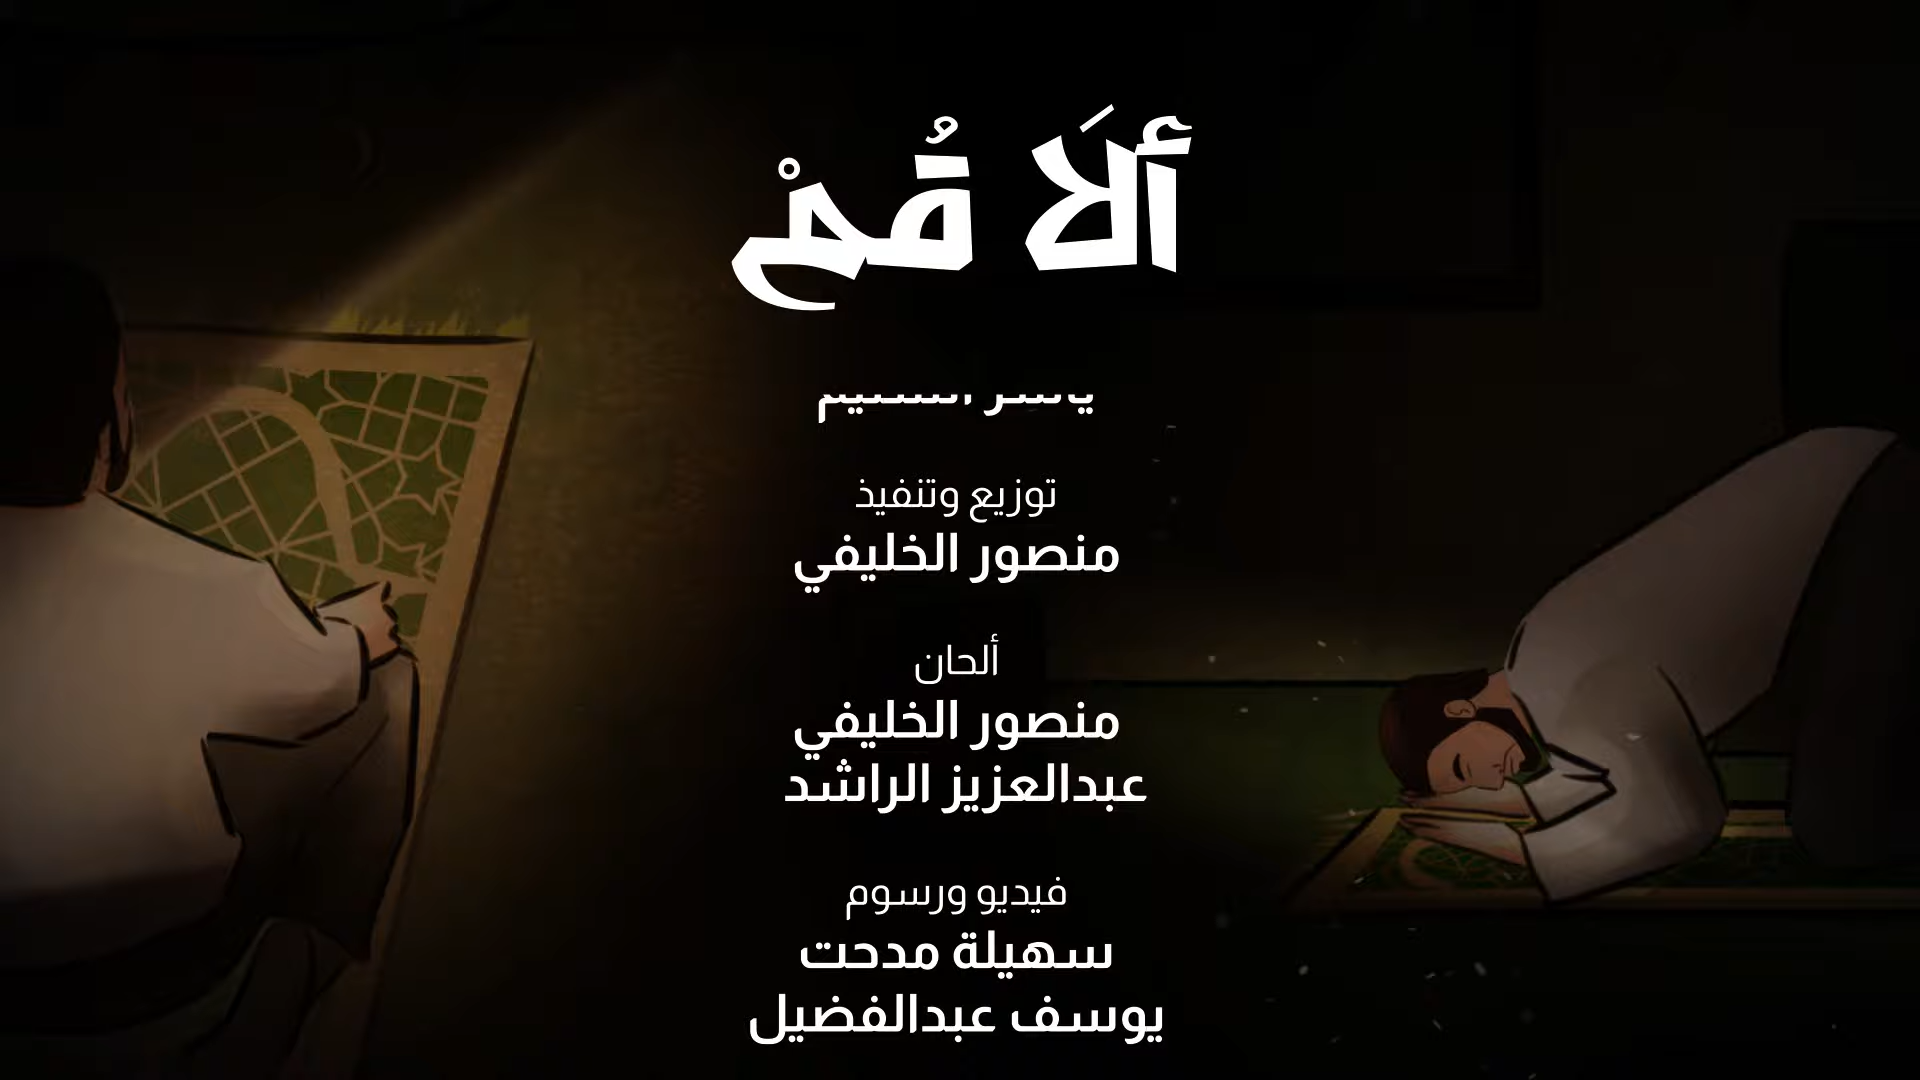 ألَا قُمْ
توزيع وتنفيذ
منصور الخليفي
ألحان
منصور الخليفي
عبدالعزيز الراشد
فيديو ورسوم
سهيلة مدحت
يوسف عبدالفضيل